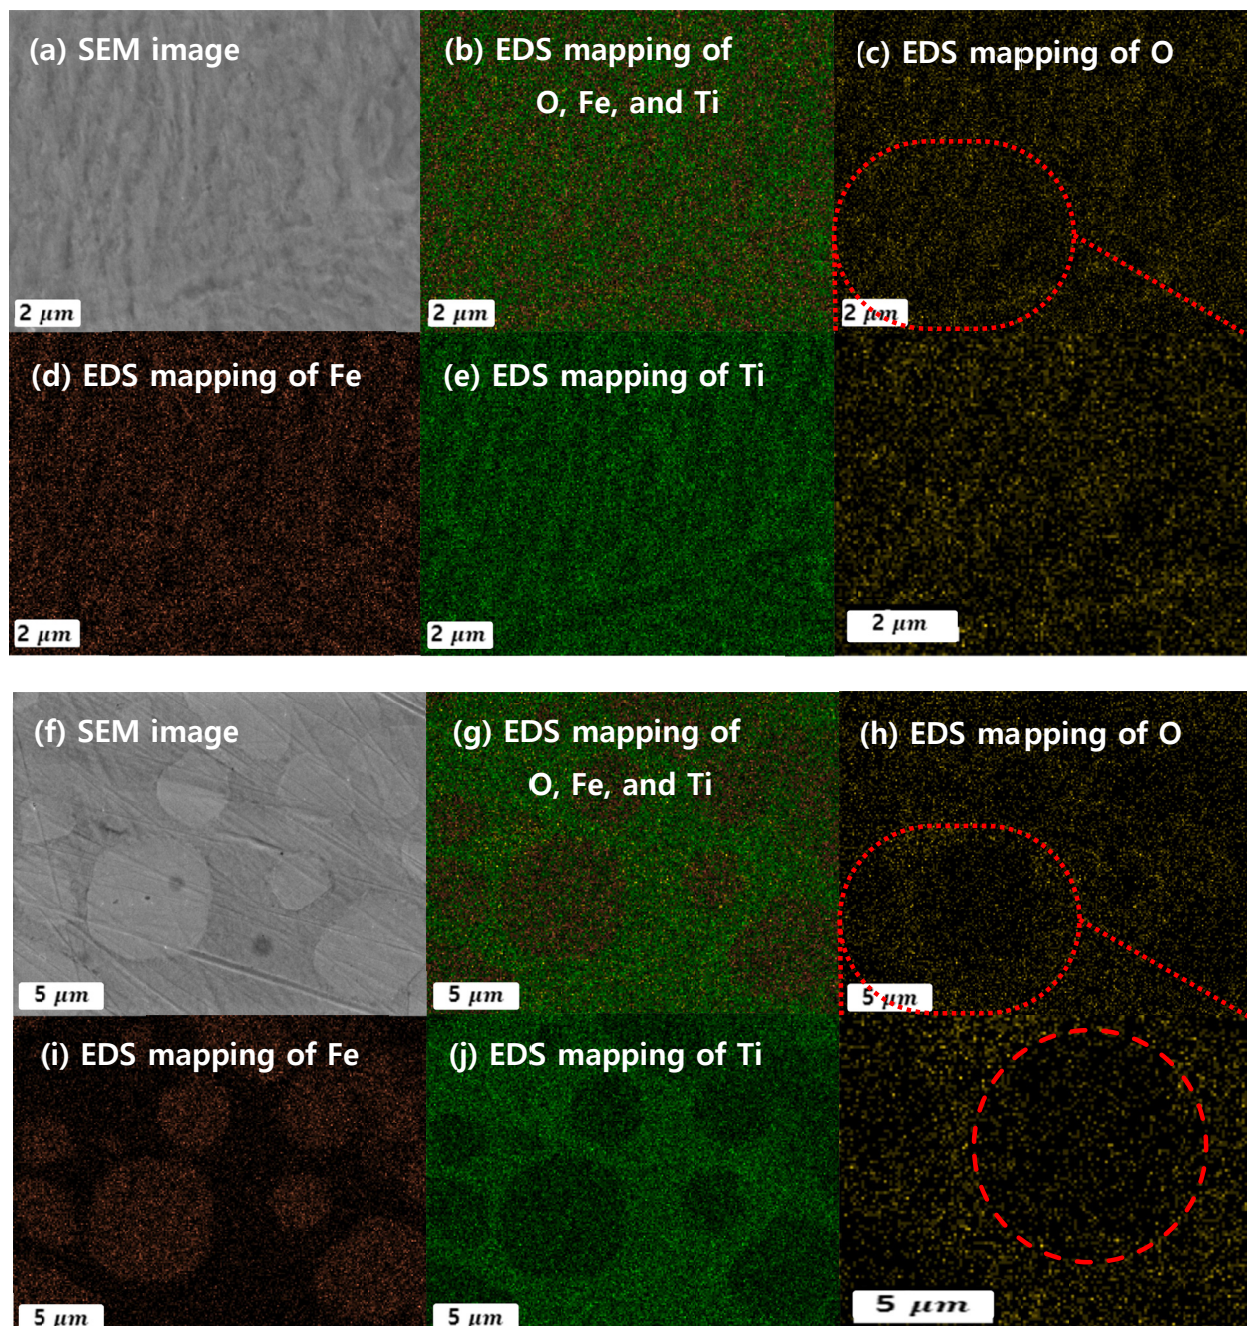 (a) SEM image
(b) EDS mapping of
O, Fe, and Ti
(c) EDS mapping of O
2 μm
2 μm
2 μm
(d) EDS mapping of Fe
(e) EDS mapping of Ti
2 μm
2 μm
2 μm
(f) SEM image
(g) EDS mapping of
O, Fe, and Ti
(h) EDS mapping of O
5 μm
5 μm
5 μm
(i) EDS mapping of Fe
(j) EDS mapping of Ti
5 μm
5 μm
5 μm